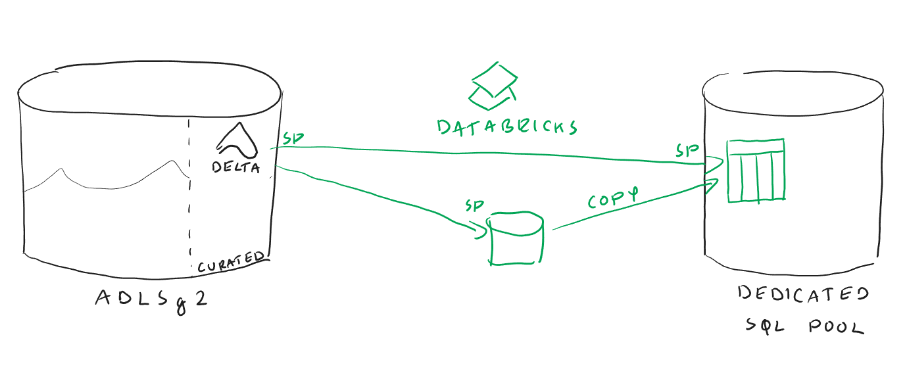 DATABRICKS
SP
SP
DELTA
SP
COPY
CURATED
ADLSg2
DEDICATED
SQL POOL